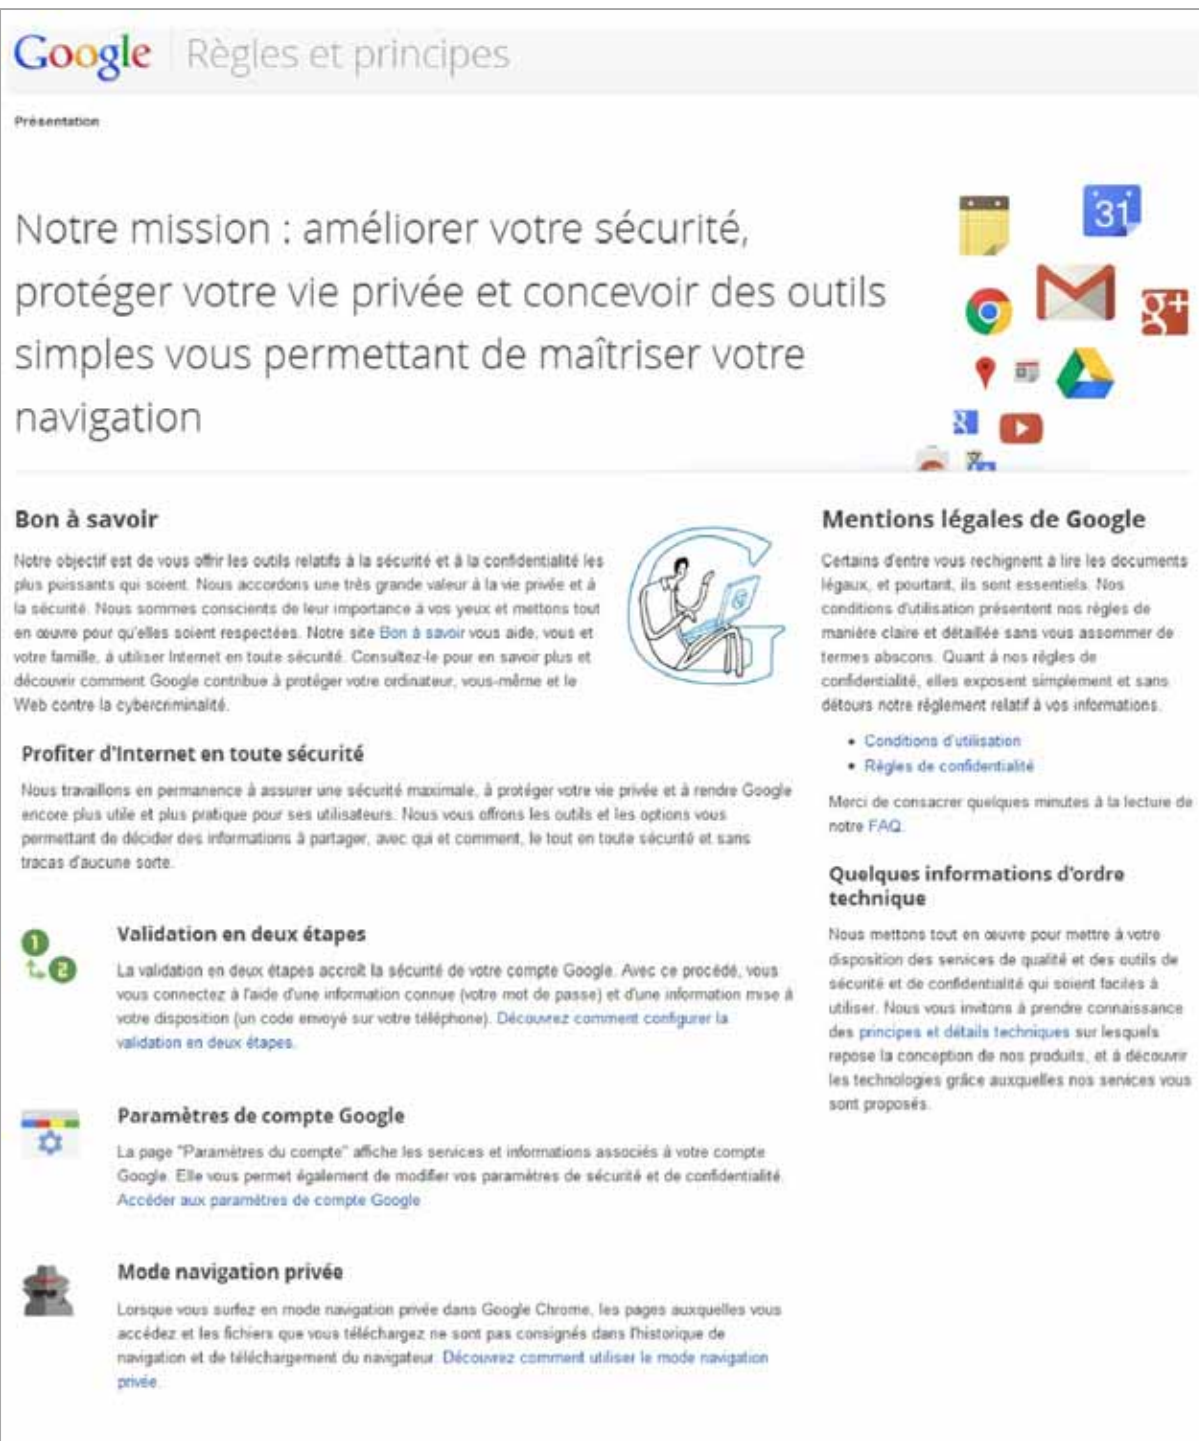 Google Règles et principes
Présentation
Notre mission : améliorer votre sécurité,
protéger votre vie privée et concevoir des outils
simples vous permettant de maîtriser votre
navigation
31
g+
Bon à savoir
Notre objectif est de vous offrir les outils relatifs à la sécurité et à la confidentialité les
plus puissants qui soient. Nous accordons une très grande valeur à la vie privée et à
la sécurité. Nous sommes conscients de leur importance à vos yeux et mettons tout
en œuvre pour qu'elles soient respectées. Notre site Bon à savoir vous aide, vous et
votre famille, à utiliser Internet en toute sécurité. Consultez-le pour en savoir plus et
découvrir comment Google contribue à protéger votre ordinateur, vous-même et le
Web contre la cybercriminalité.
Profiter d'Internet en toute sécurité
Nous travaillons en permanence à assurer une sécurité maximale, à protéger votre vie privée et à rendre Google
encore plus utile et plus pratique pour ses utilisateurs. Nous vous offrons les outils et les options vous
permettant de décider des informations à partager, avec qui et comment, le tout en toute sécurité et sans
tracas d'aucune sorte.
1
2
Validation en deux étapes
La validation en deux étapes accroît la sécurité de votre compte Google. Avec ce procédé, vous
vous connectez à l'aide d'une information connue (votre mot de passe) et d'une information mise à
votre disposition (un code envoyé sur votre téléphone). Découvrez comment configurer la
validation en deux étapes.
Paramètres de compte Google
La page "Paramètres du compte" affiche les services et informations associés à votre compte
Google. Elle vous permet également de modifier vos paramètres de sécurité et de confidentialité.
Accéder aux paramètres de compte Google
Mode navigation privée
Lorsque vous surfez en mode navigation privée dans Google Chrome, les pages auxquelles vous
accédez et les fichiers que vous téléchargez ne sont pas consignés dans l'historique de
navigation et de téléchargement du navigateur. Découvrez comment utiliser le mode navigation
privée.
Mentions légales de Google
Certains d'entre vous rechignent à lire les documents
légaux, et pourtant, ils sont essentiels. Nos
conditions d'utilisation présentent nos règles de
manière claire et détaillée sans vous assommer de
termes abscons. Quant à nos règles de
confidentialité, elles exposent simplement et sans
détours notre règlement relatif à vos informations.
• Conditions d'utilisation
• Règles de confidentialité
Merci de consacrer quelques minutes à la lecture de
notre FAQ.
Quelques informations d'ordre
technique
Nous mettons tout en œuvre pour mettre à votre
disposition des services de qualité et des outils de
sécurité et de confidentialité qui soient faciles à
utiliser. Nous vous invitons à prendre connaissance
des principes et détails techniques sur lesquels
repose la conception de nos produits, et à découvrir
les technologies grâce auxquelles nos services vous
sont proposés.